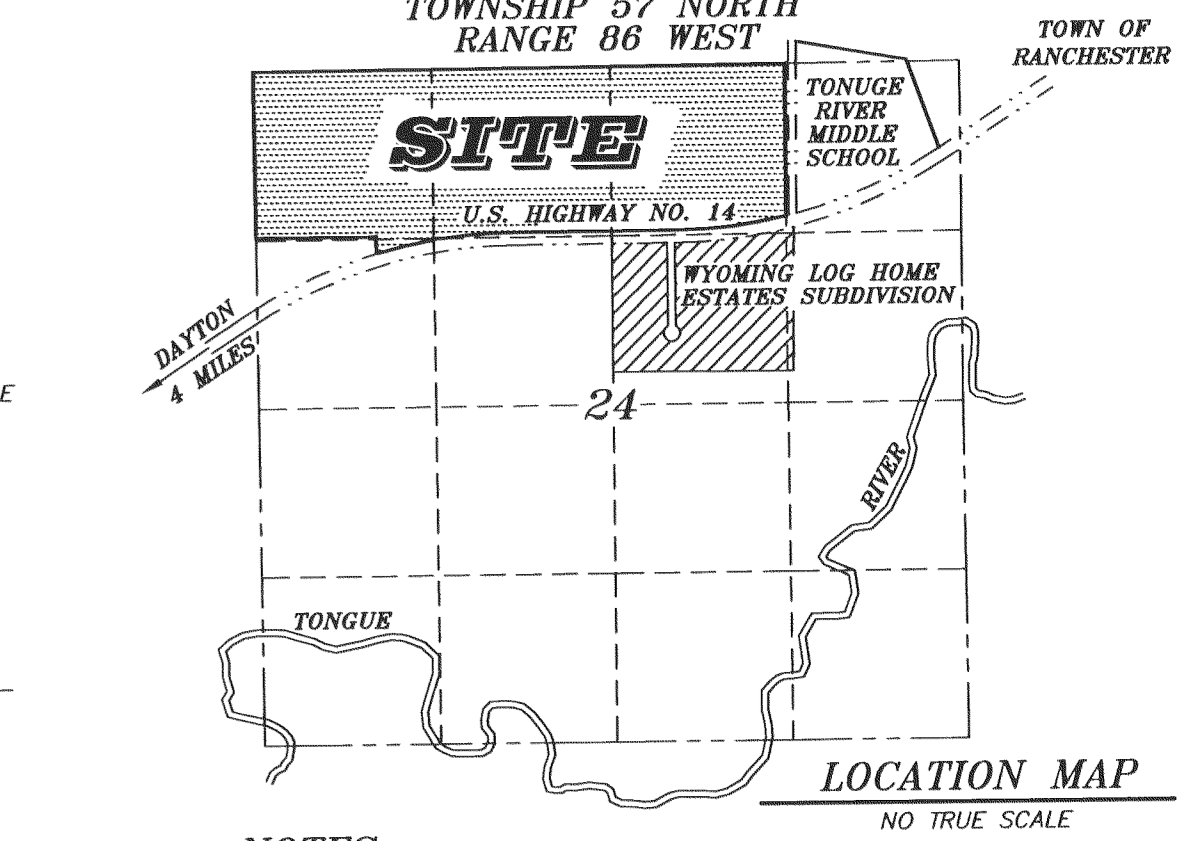 TOWNSHIP 57 NORTH
RANGE 86 WEST
TOWN OF
RANCHESTER
TONUGE
RIVER
MIDDLE
SCHOOL
SITE
U.S. HIGHWAY NO. 14
WYOMING LOG HOME
ESTATES SUBDIVISION
DAYTON
4 MILES
E
24
RIVER
TONGUE
LOCATION MAP
NO TRUE SCALE
NOTES